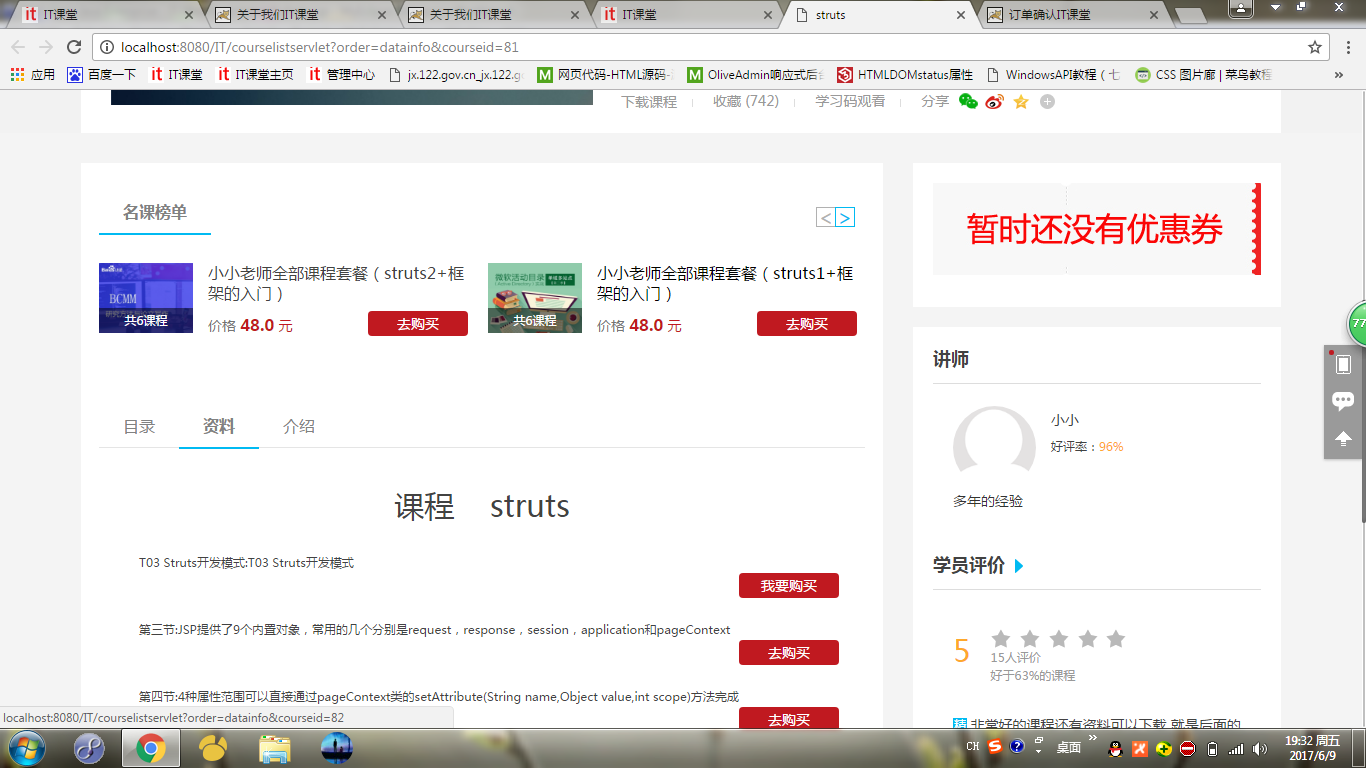 IT课堂
关于我们IT课堂
关于我们IT课堂
IT课堂
struts
订单确认IT课堂
localhost:8080/IT/courselistservlet?order=datainfo&courseid=81
应用 百度一下 IT课堂 IT课堂主页 管理中心 jx.122.gov.cn_jx.122.g 网页代码-HTML源码- OliveAdmin响应式后 HTMLDOMstatus属性 WindowsAPI教程（七 CSS 图片廊 | 菜鸟教程 »
下载课程 收藏 (742) 学习码观看 分享
名课榜单
< >
BCMM
共6课程
小小老师全部课程套餐（struts2+框
架的入门）
价格 48.0 元
去购买
微软活动目录
共6课程
小小老师全部课程套餐（struts1+框
架的入门）
价格 48.0 元
去购买
目录 资料 介绍
课程 struts
T03 Struts开发模式:T03 Struts开发模式
我要购买
第三节:JSP提供了9个内置对象，常用的几个分别是request，response，session，application和pageContext
去购买
第四节:4种属性范围可以直接通过pageContext类的setAttribute(String name,Object value,int scope)方法完成
去购买
暂时还没有优惠券
讲师
小小
好评率：96%
多年的经验
学员评价
5
15人评价
好于63%的课程
非常好的课程还有资料可以下载,就是后面的
77
localhost:8080/IT/courselistservlet?order=datainfo&courseid=82
CH
桌面 »
19:32 周五
2017/6/9